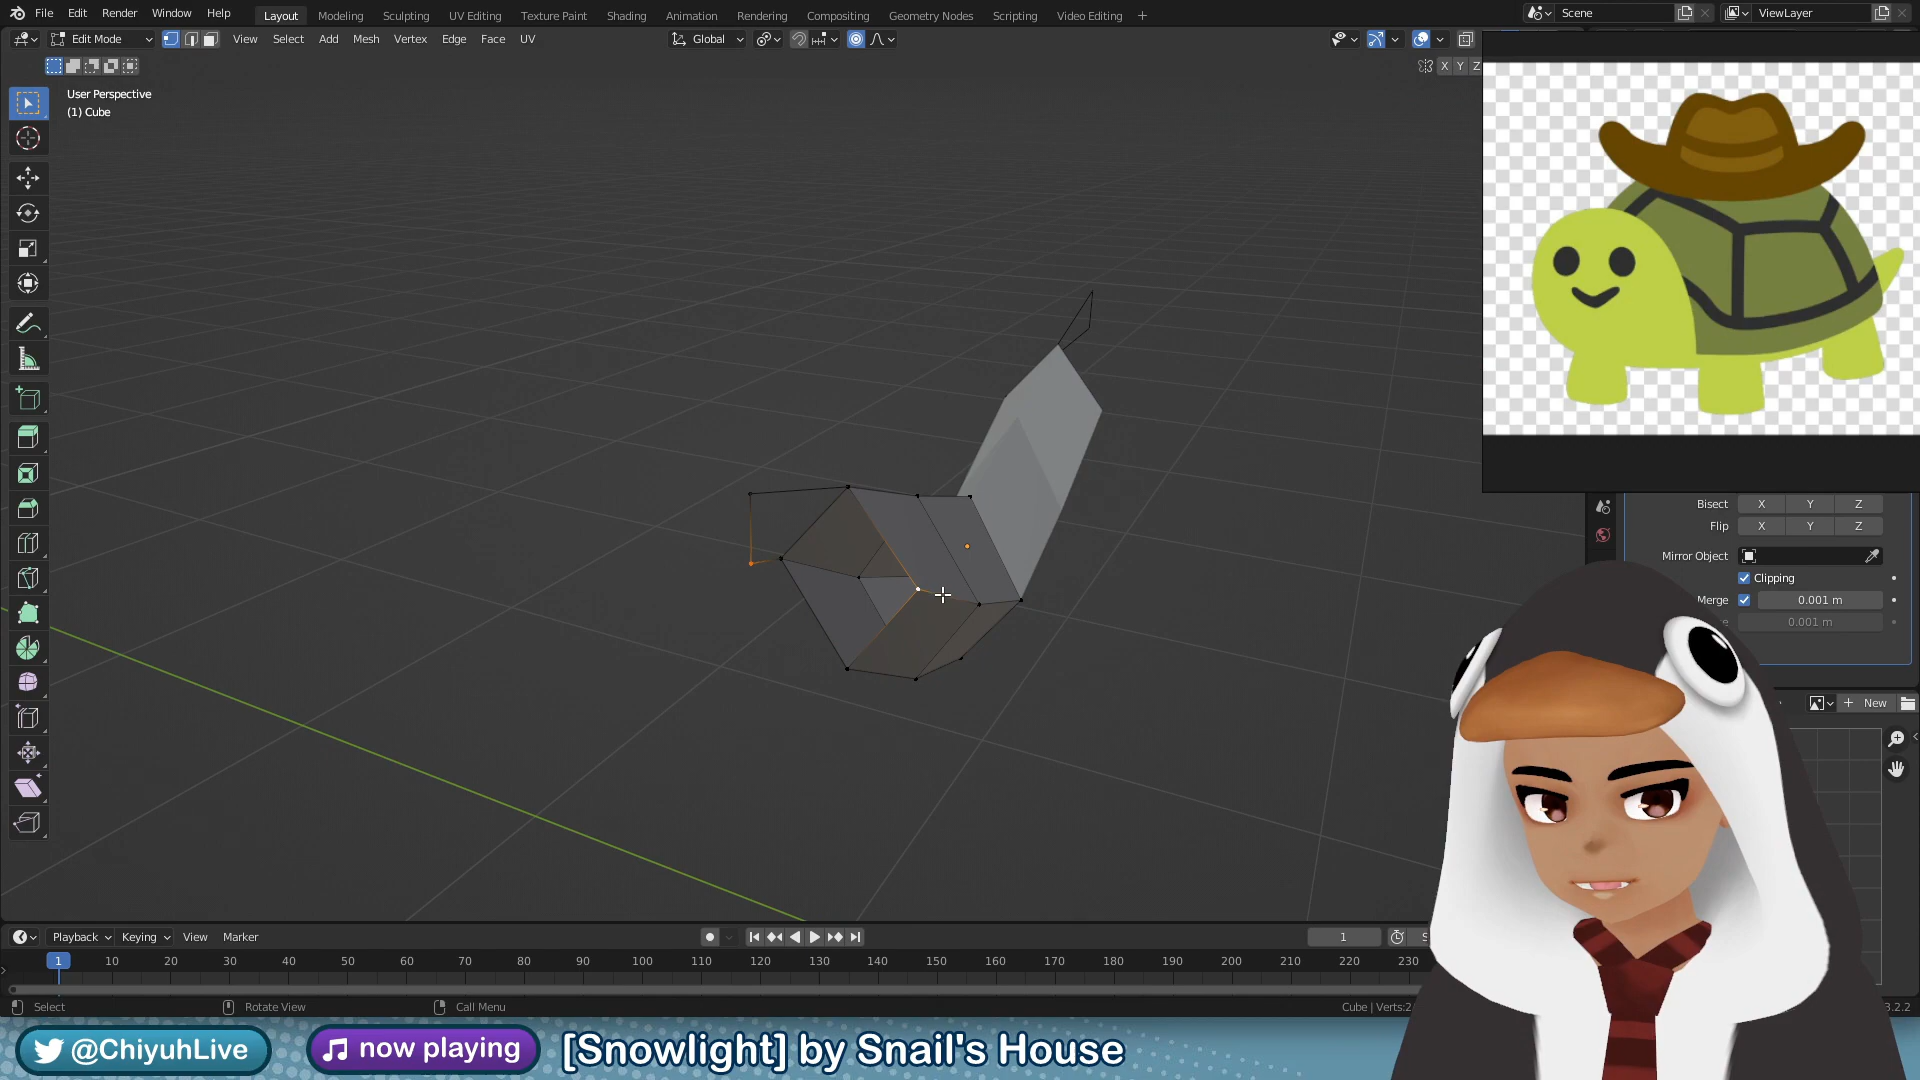 File Edit Render Window Help
Layout Modeling Sculpting UV Editing Texture Paint Shading Animation Rendering Compositing Geometry Nodes Scripting Video Editing
Scene ViewLayer
Edit Mode View Select Add Mesh Vertex Edge Face UV
Global
X Y Z
User Perspective
(1) Cube
Bisect X Y Z
Flip X Y Z
Mirror Object
Clipping
Merge 0.001 m
0.001 m
New
Playback Keying View Marker
1
1 10 20 30 40 50 60 70 80 90 100 110 120 130 140 150 160 170 180 190 200 210 220 230
Select Rotate View Call Menu
Cube | Verts:2
3.2.2
@ChiyuhLive now playing [Snowlight] by Snail's House